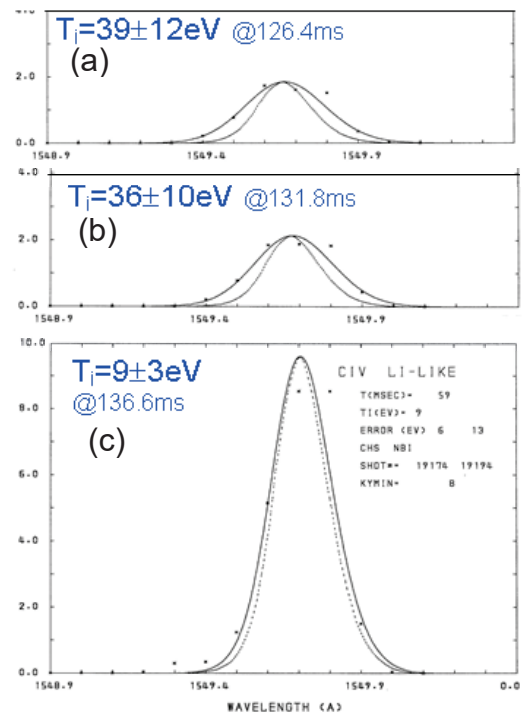 Ti=39±12eV @126.4ms
(a)
4.0
2.0
0.0
1548.9 1549.4 1549.9
Ti=36±10eV @131.8ms
(b)
4.0
2.0
0.0
1548.9 1549.4 1549.9
10.0
Ti=9±3eV
@136.6ms
(c)
8.0
6.0
4.0
2.0
0.0
CIV LI-LIKE
T(MSEC)- 59
TI(EV)- 9
ERROR (EV) 6 13
CHS NBI
SHOT*- 19174 19194
KYMIN- 8
1548.9 1549.4 1549.9 0.0
WAVELENGTH (A)